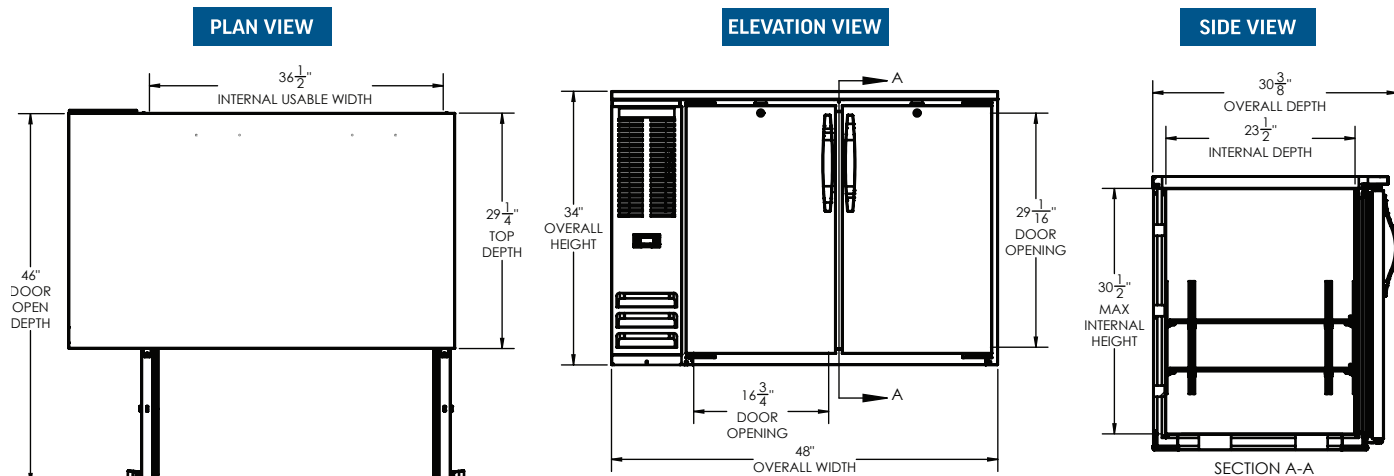 PLAN VIEW
36 1/2"
INTERNAL USABLE WIDTH
46"
DOOR
OPEN
DEPTH
29 1/4"
TOP
DEPTH
ELEVATION VIEW
A
34"
OVERALL
HEIGHT
29 1/16"
DOOR
OPENING
16 3/4"
DOOR
OPENING
A
48"
OVERALL WIDTH
SIDE VIEW
30 3/8"
OVERALL DEPTH
23 1/2"
INTERNAL DEPTH
30 1/2"
MAX
INTERNAL
HEIGHT
SECTION A-A